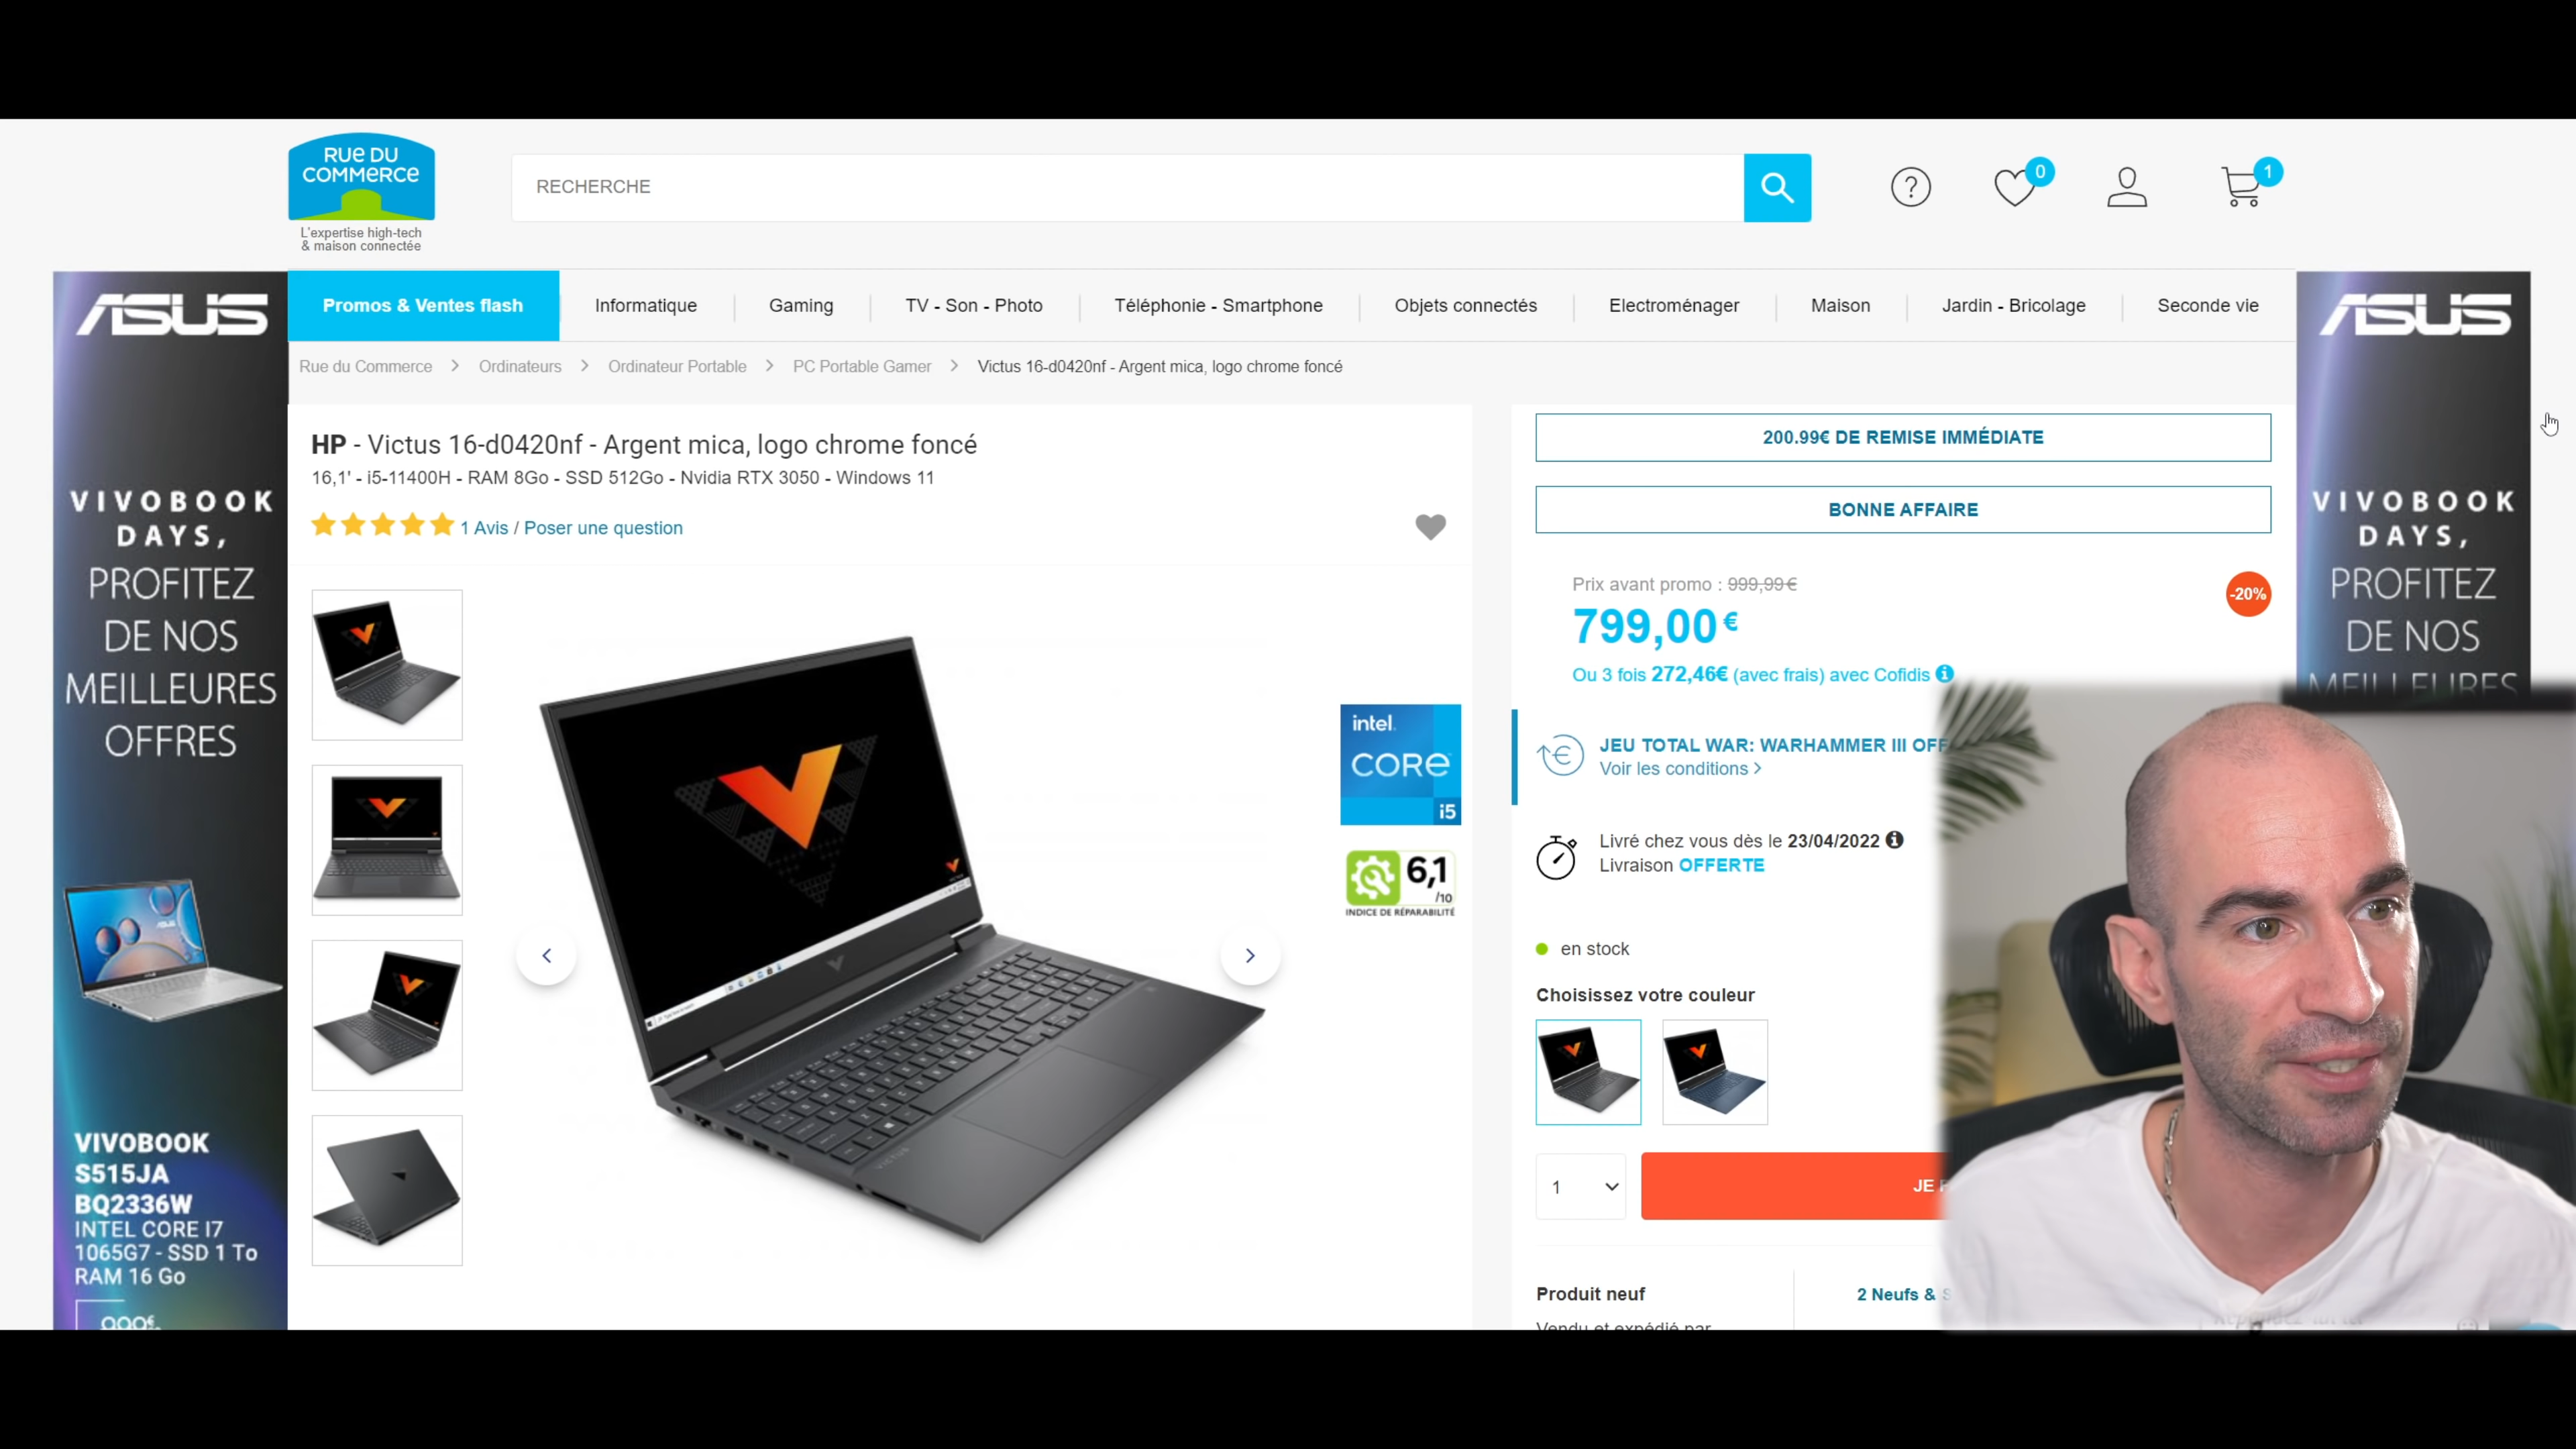 RUE DU
COMMERCE
L'expertise high-tech
& maison connectée
RECHERCHE
0
1
Promos & Ventes flash
Informatique
Gaming
TV - Son - Photo
Téléphonie - Smartphone
Objets connectés
Electroménager
Maison
Jardin - Bricolage
Seconde vie
Rue du Commerce > Ordinateurs > Ordinateur Portable > PC Portable Gamer > Victus 16-d0420nf - Argent mica, logo chrome foncé
ASUS
VIVOBOOK
DAYS,
PROFITEZ
DE NOS
MEILLEURES
OFFRES
VIVOBOOK
S515JA
BQ2336W
INTEL CORE I7
1065G7 - SSD 1 To
RAM 16 Go
HP - Victus 16-d0420nf - Argent mica, logo chrome foncé
16,1' - i5-11400H - RAM 8Go - SSD 512Go - Nvidia RTX 3050 - Windows 11
1 Avis / Poser une question
intel.
CORE
i5
6,1
/10
INDICE DE RÉPARABILITÉ
200.99€ DE REMISE IMMÉDIATE
BONNE AFFAIRE
Prix avant promo : 999,99€
-20%
799,00 €
Ou 3 fois 272,46€ (avec frais) avec Cofidis
JEU TOTAL WAR: WARHAMMER III OFF
Voir les conditions >
Livré chez vous dès le 23/04/2022
Livraison OFFERTE
en stock
Choisissez votre couleur
1
JE
Produit neuf
2 Neufs &
Vendu et expédié par
ASUS
VIVOBOOK
DAYS,
PROFITEZ
DE NOS
MEILLEURES